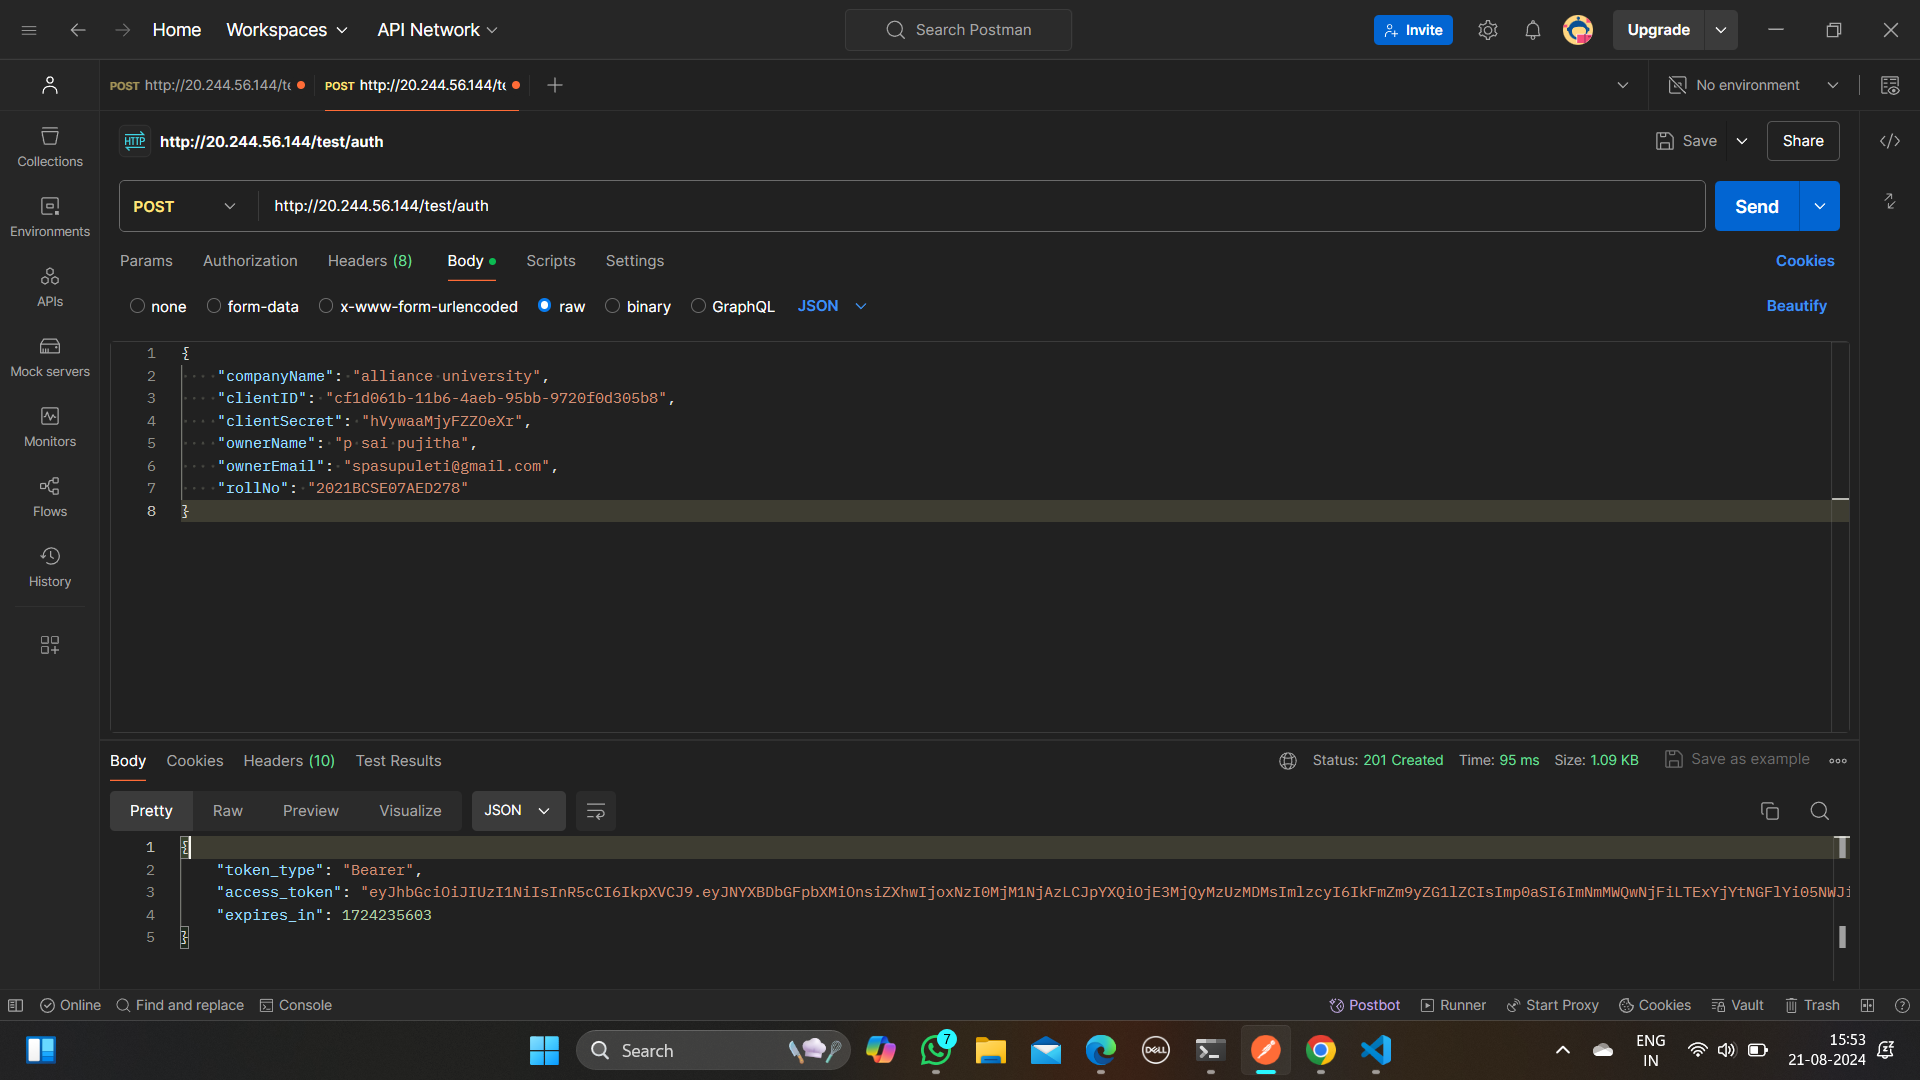 Home Workspaces API Network Search Postman Invite Upgrade
POST http://20.244.56.144/te POST http://20.244.56.144/te No environment
HTTP http://20.244.56.144/test/auth Save Share
POST http://20.244.56.144/test/auth Send
Params Authorization Headers (8) Body Scripts Settings Cookies
none form-data x-www-form-urlencoded raw binary GraphQL JSON Beautify
Collections
Environments
APIs
Mock servers
Monitors
Flows
History
1 {
2 "companyName": "alliance university",
3 "clientID": "cf1d061b-11b6-4aeb-95bb-9720f0d305b8",
4 "clientSecret": "hVywaaMjyFZZOeXr",
5 "ownerName": "p sai pujitha",
6 "ownerEmail": "spasupuleti@gmail.com",
7 "rollNo": "2021BCSE07AED278"
8 }
Body Cookies Headers (10) Test Results Status: 201 Created Time: 95 ms Size: 1.09 KB Save as example
Pretty Raw Preview Visualize JSON
1 {
2 "token_type": "Bearer",
3 "access_token": "eyJhbGciOiJIUzI1NiIsInR5cCI6IkpXVCJ9.eyJNYXBDbGFpbXMiOnsiZXhwIjoxNzI0MjM1NjAzLCJpYXQiOjE3MjQyMzUzMDMsImlzcyI6IkFmZm9yZG1lZCIsImp0aSI6ImNmMWQwNjFiLTExYjYtNGFlYi05NWJi
4 "expires_in": 1724235603
5 }
Online Find and replace Console Postbot Runner Start Proxy Cookies Vault Trash
Search 7 DELL ENG 15:53
IN 21-08-2024